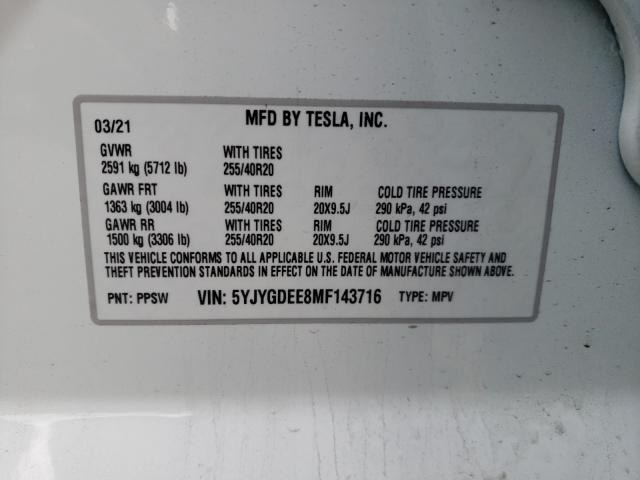 03/21 MFD BY TESLA, INC.
GVWR WITH TIRES
2591 kg (5712 lb) 255/40R20
GAWR FRT WITH TIRES RIM COLD TIRE PRESSURE
1363 kg (3004 lb) 255/40R20 20X9.5J 290 kPa, 42 psi
GAWR RR WITH TIRES RIM COLD TIRE PRESSURE
1500 kg (3306 lb) 255/40R20 20X9.5J 290 kPa, 42 psi
THIS VEHICLE CONFORMS TO ALL APPLICABLE U.S. FEDERAL MOTOR VEHICLE SAFETY AND
THEFT PREVENTION STANDARDS IN EFFECT ON THE DATE OF MANUFACTURE SHOWN ABOVE.
PNT: PPSW VIN: 5YJYGDEE8MF143716 TYPE: MPV